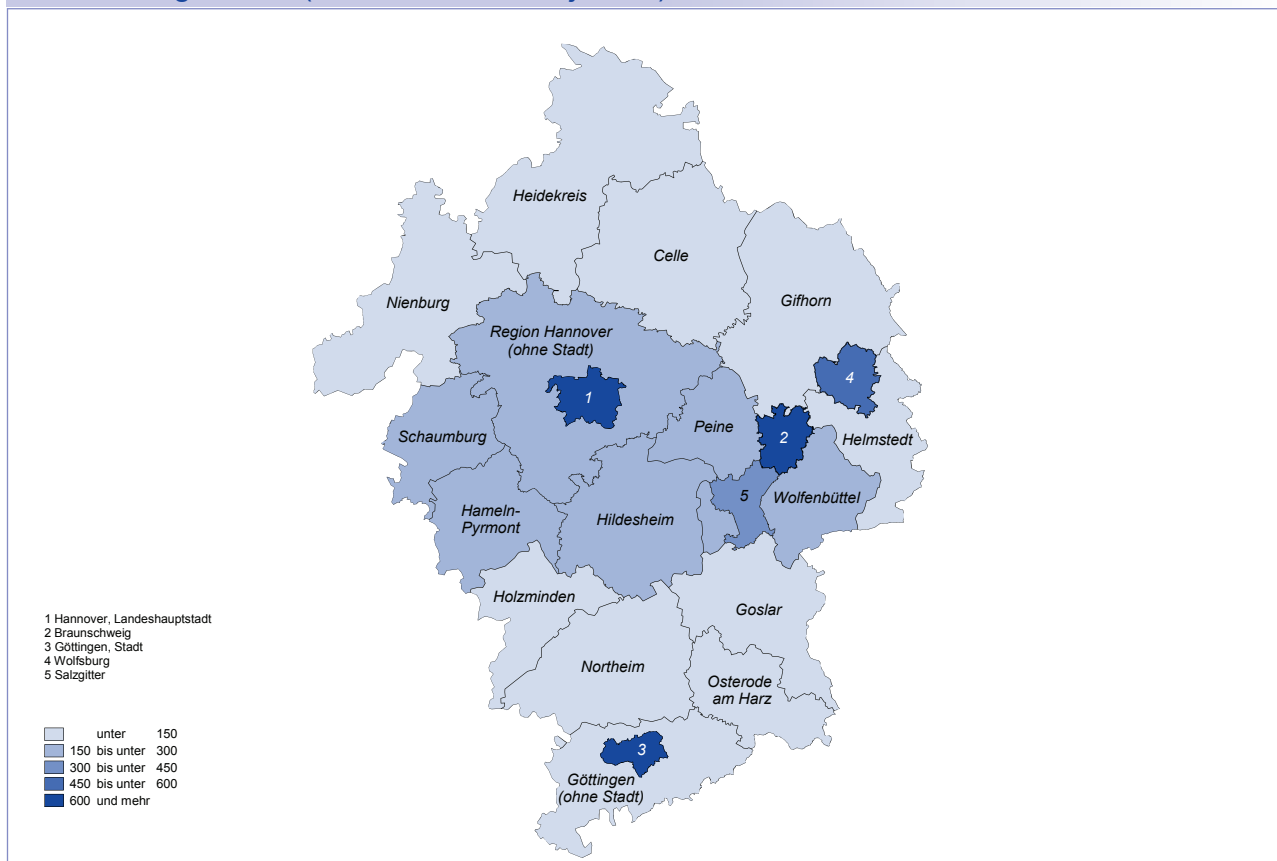 Heidekreis
Celle
Gifhorn
Nienburg
Region Hannover
(ohne Stadt)
4
1
Peine
Schaumburg
2
Helmstedt
5
Wolfenbüttel
Hameln-
Pyrmont
Hildesheim
Holzminden
Goslar
1 Hannover, Landeshauptstadt
2 Braunschweig
3 Göttingen, Stadt
4 Wolfsburg
5 Salzgitter
Northeim
Osterode
am Harz
3
Göttingen
(ohne Stadt)
unter 150
150 bis unter 300
300 bis unter 450
450 bis unter 600
600 und mehr